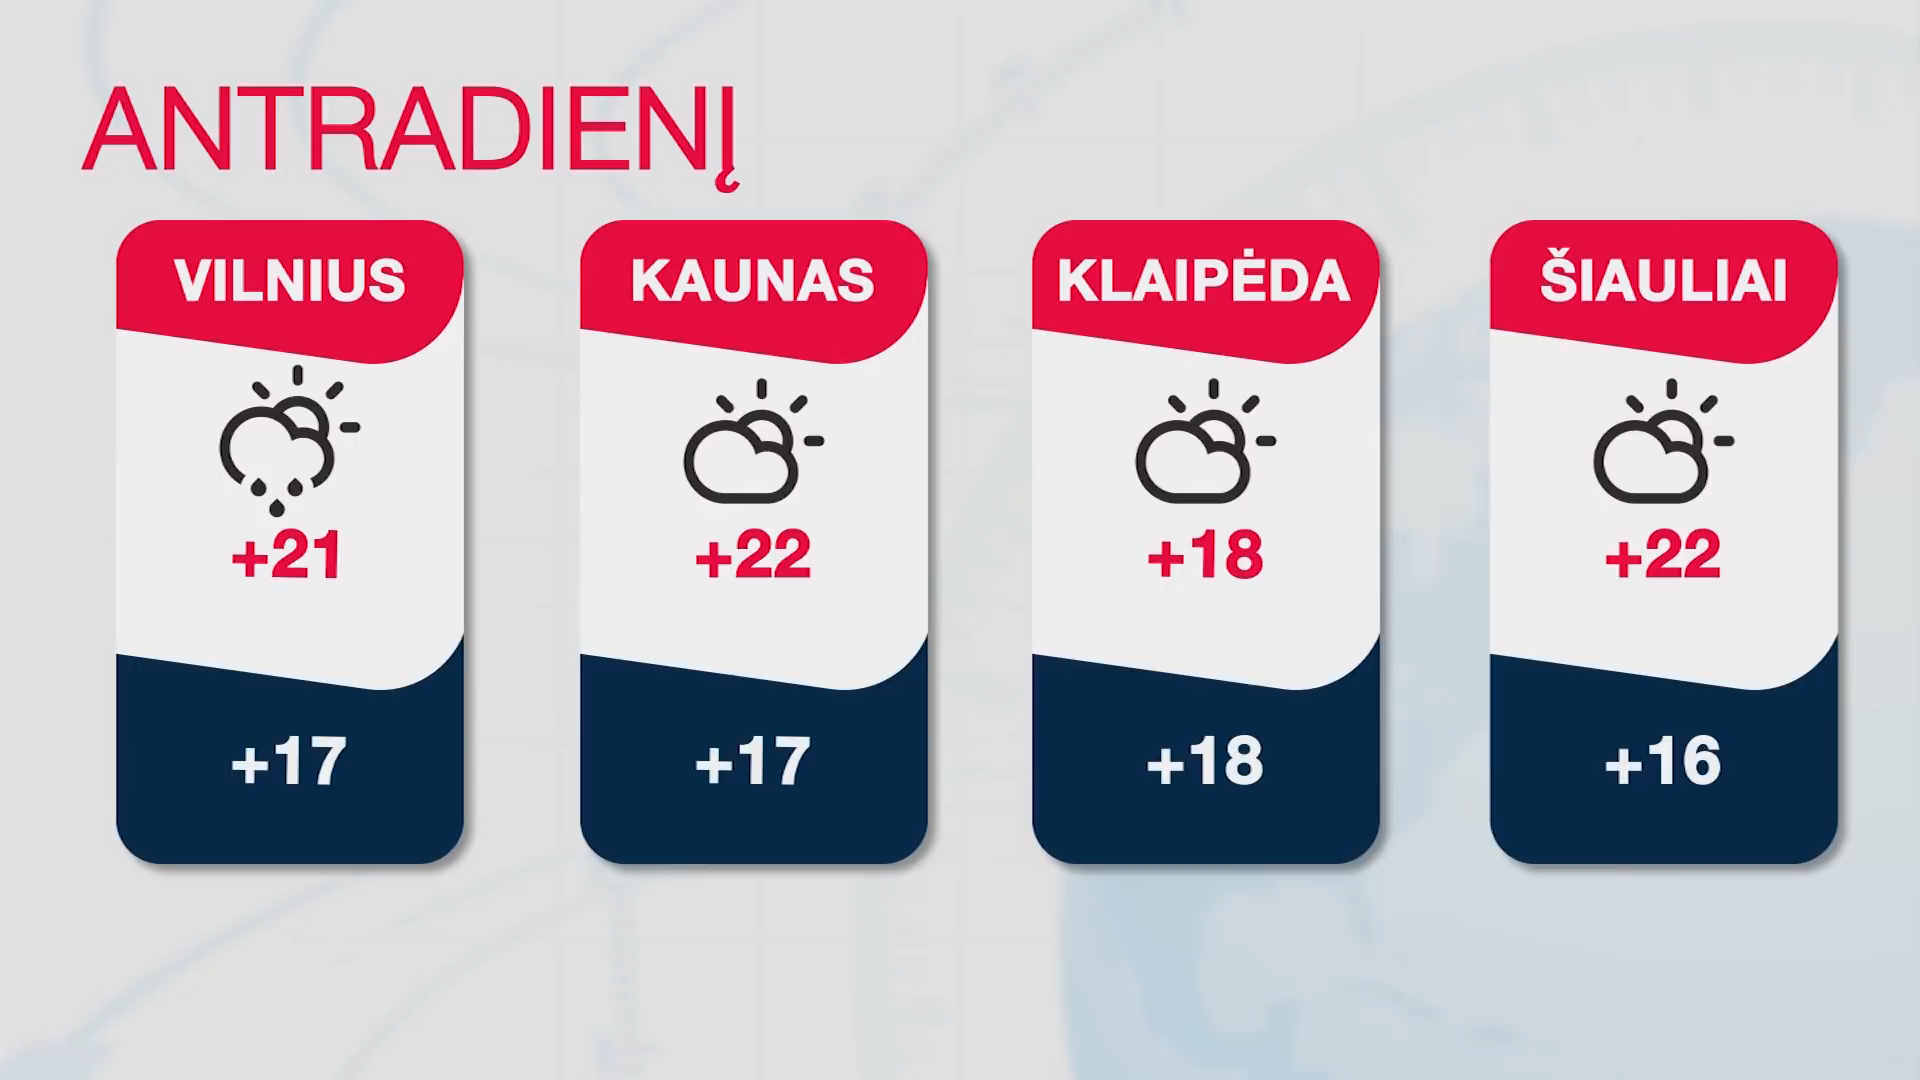 ANTRADIENĮ
VILNIUS
KAUNAS
KLAIPĖDA
ŠIAULIAI
+21
+22
+18
+22
+17
+17
+18
+16